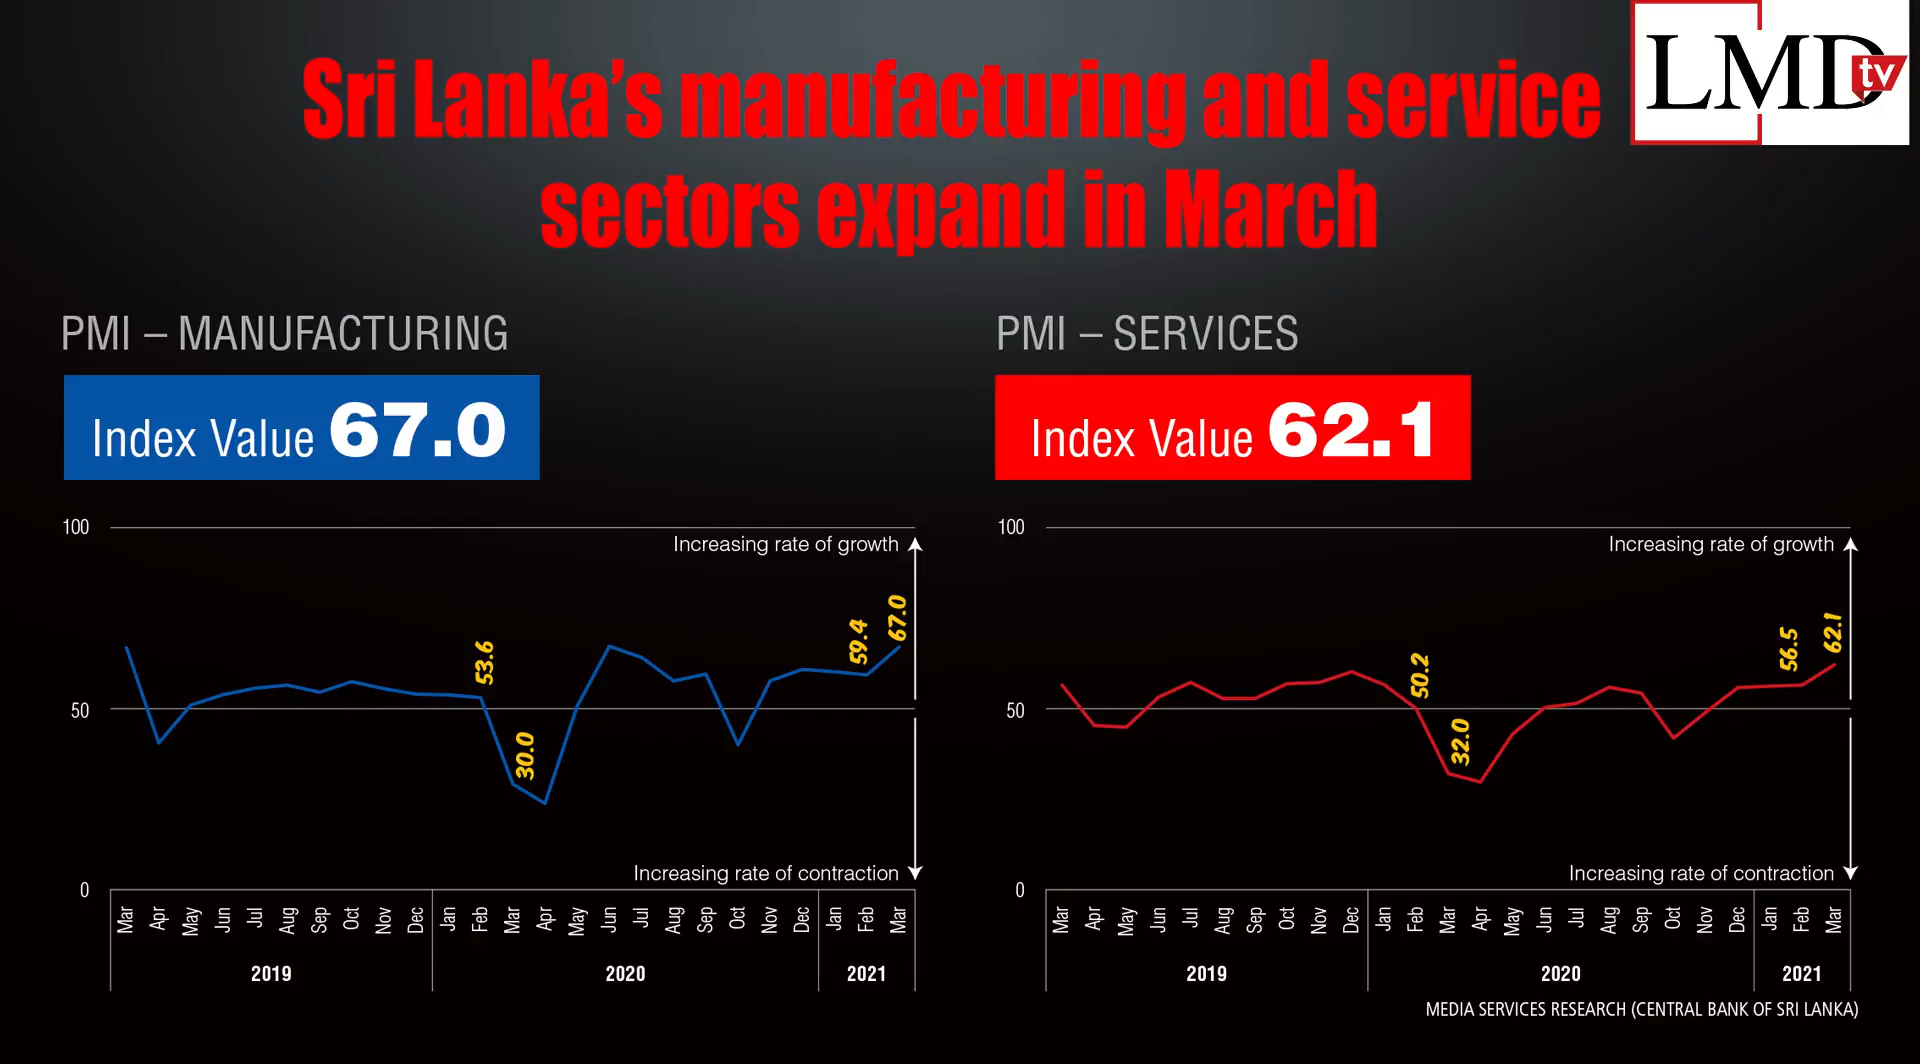 LMD
tv
Sri Lanka’s manufacturing and service
sectors expand in March
PMI – MANUFACTURING
Index Value 67.0
100
Increasing rate of growth
53.6
30.0
59.4
67.0
50
Increasing rate of contraction
0
Mar Apr May Jun Jul Aug Sep Oct Nov Dec Jan Feb Mar Apr May Jun Jul Aug Sep Oct Nov Dec Jan Feb Mar
2019 2020 2021
PMI – SERVICES
Index Value 62.1
100
Increasing rate of growth
50.2
32.0
56.5
62.1
50
Increasing rate of contraction
0
Mar Apr May Jun Jul Aug Sep Oct Nov Dec Jan Feb Mar Apr May Jun Jul Aug Sep Oct Nov Dec Jan Feb Mar
2019 2020 2021
MEDIA SERVICES RESEARCH (CENTRAL BANK OF SRI LANKA)